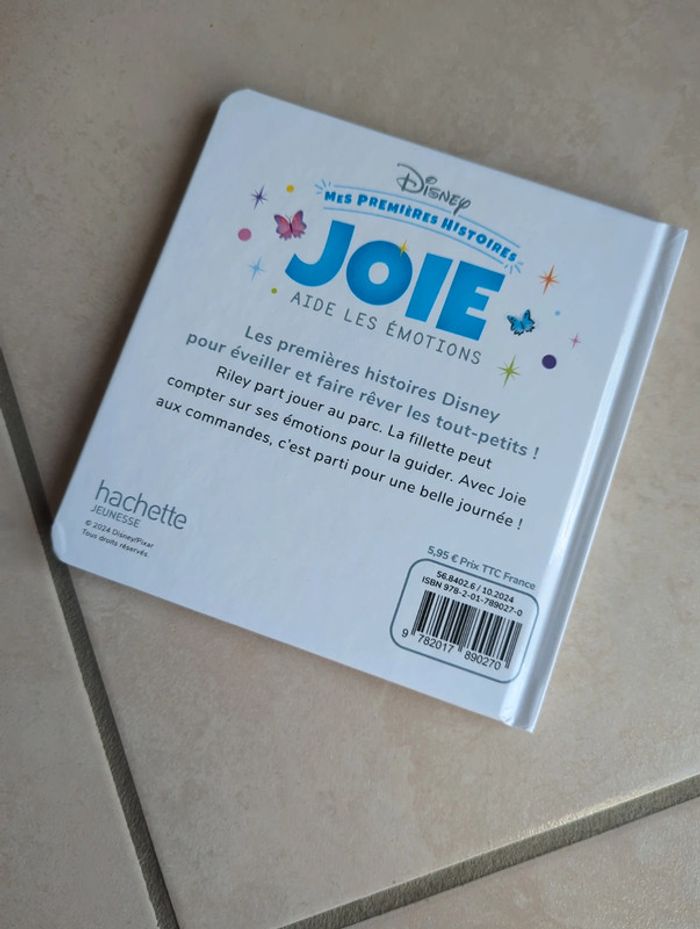 Disney
MES PREMIÈRES HISTOIRES
JOIE
AIDE LES ÉMOTIONS
Les premières histoires Disney
pour éveiller et faire rêver les tout-petits !
Riley part jouer au parc. La fillette peut
compter sur ses émotions pour la guider. Avec Joie
aux commandes, c'est parti pour une belle journée !
hachette
JEUNESSE
© 2024 Disney/Pixar
Tous droits réservés.
5,95 € Prix TTC France
56.8402.6 / 10.2024
ISBN 978-2-01-789027-0
9 782017 890270